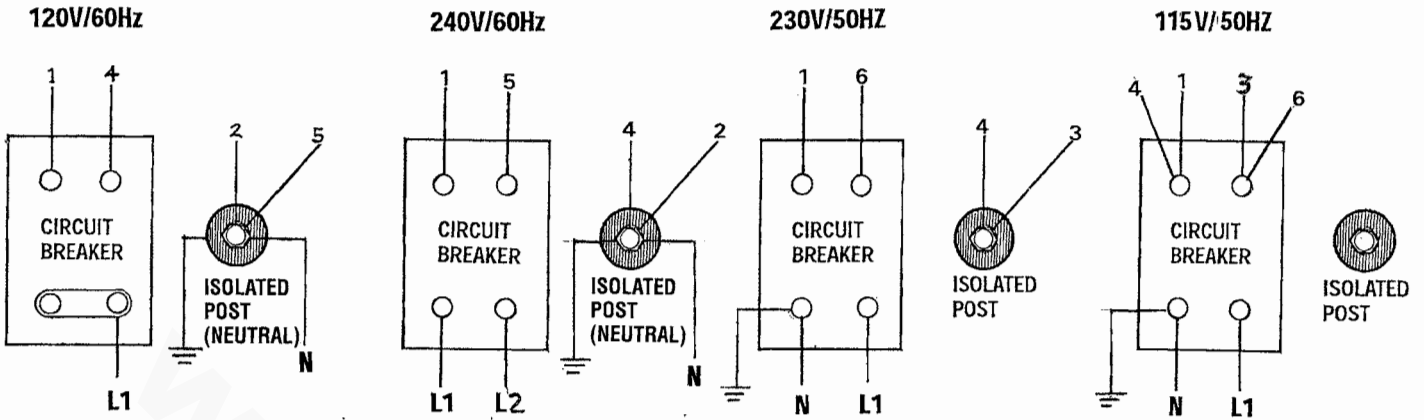 120V/60Hz
240V/60Hz
230V/50HZ
115V/50HZ
1 4
2 5
CIRCUIT
BREAKER
ISOLATED
POST
(NEUTRAL)
N
L1
1 5
4 2
CIRCUIT
BREAKER
ISOLATED
POST
(NEUTRAL)
N
L1 L2
1 6
4 3
CIRCUIT
BREAKER
ISOLATED
POST
N L1
4 1 3 6
CIRCUIT
BREAKER
ISOLATED
POST
N L1